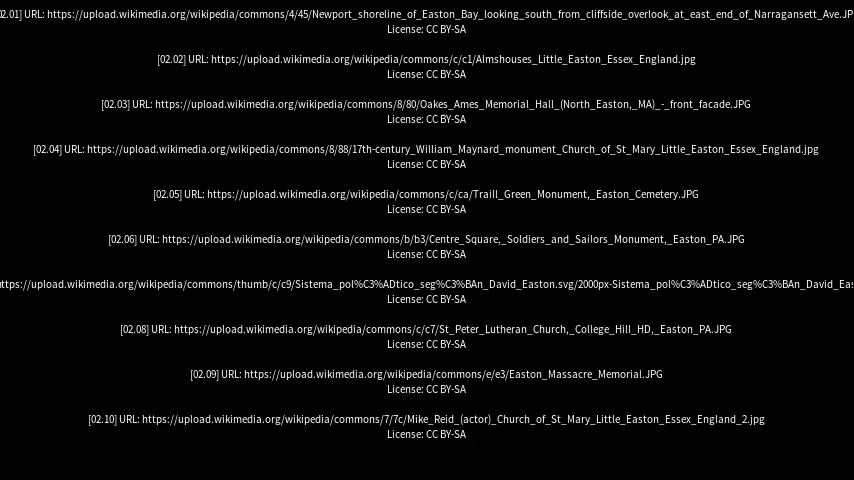 02.01] URL: https://upload.wikimedia.org/wikipedia/commons/4/45/Newport_shoreline_of_Easton_Bay_looking_south_from_cliffside_overlook_at_east_end_of_Narragansett_Ave.JP
License: CC BY-SA
[02.02] URL: https://upload.wikimedia.org/wikipedia/commons/c/c1/Almshouses_Little_Easton_Essex_England.jpg
License: CC BY-SA
[02.03] URL: https://upload.wikimedia.org/wikipedia/commons/8/80/Oakes_Ames_Memorial_Hall_(North_Easton,_MA)_-_front_facade.JPG
License: CC BY-SA
[02.04] URL: https://upload.wikimedia.org/wikipedia/commons/8/88/17th-century_William_Maynard_monument_Church_of_St_Mary_Little_Easton_Essex_England.jpg
License: CC BY-SA
[02.05] URL: https://upload.wikimedia.org/wikipedia/commons/c/ca/Traill_Green_Monument,_Easton_Cemetery.JPG
License: CC BY-SA
[02.06] URL: https://upload.wikimedia.org/wikipedia/commons/b/b3/Centre_Square,_Soldiers_and_Sailors_Monument,_Easton_PA.JPG
License: CC BY-SA
ttps://upload.wikimedia.org/wikipedia/commons/thumb/c/c9/Sistema_pol%C3%ADtico_seg%C3%BAn_David_Easton.svg/2000px-Sistema_pol%C3%ADtico_seg%C3%BAn_David_Eas
License: CC BY-SA
[02.08] URL: https://upload.wikimedia.org/wikipedia/commons/c/c7/St_Peter_Lutheran_Church,_College_Hill_HD,_Easton_PA.JPG
License: CC BY-SA
[02.09] URL: https://upload.wikimedia.org/wikipedia/commons/e/e3/Easton_Massacre_Memorial.JPG
License: CC BY-SA
[02.10] URL: https://upload.wikimedia.org/wikipedia/commons/7/7c/Mike_Reid_(actor)_Church_of_St_Mary_Little_Easton_Essex_England_2.jpg
License: CC BY-SA